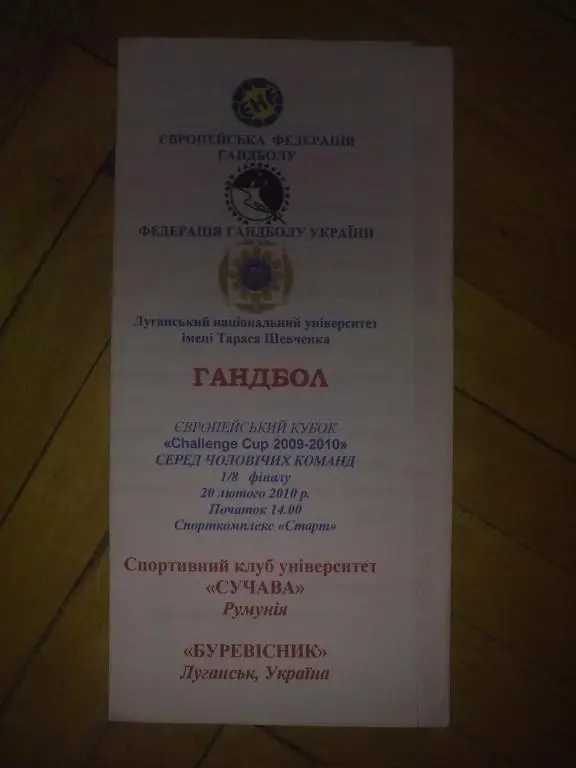 EHF
ЄВРОПЕЙСЬКА ФЕДЕРАЦІЯ
ГАНДБОЛУ
ФЕДЕРАЦІЯ ГАНДБОЛУ УКРАЇНИ
Луганський національний університет
імені Тараса Шевченка
ГАНДБОЛ
ЄВРОПЕЙСЬКИЙ КУБОК
«Challenge Cup 2009-2010»
СЕРЕД ЧОЛОВІЧИХ КОМАНД
1/8 фіналу
20 лютого 2010 р.
Початок 14.00
Спорткомплекс «Старт»
Спортивний клуб університет
«СУЧАВА»
Румунія
«БУРЕВІСНИК»
Луганськ, Україна